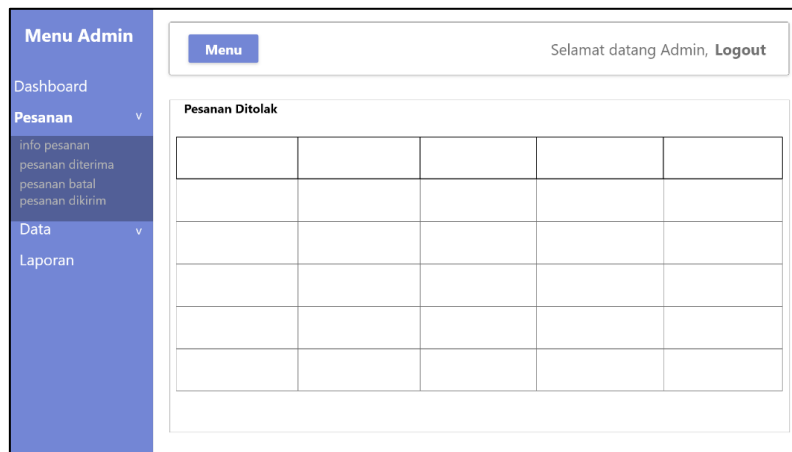 Menu Admin
Dashboard
Pesanan v
info pesanan
pesanan diterima
pesanan batal
pesanan dikirim
Data v
Laporan
Menu
Selamat datang Admin, Logout
Pesanan Ditolak